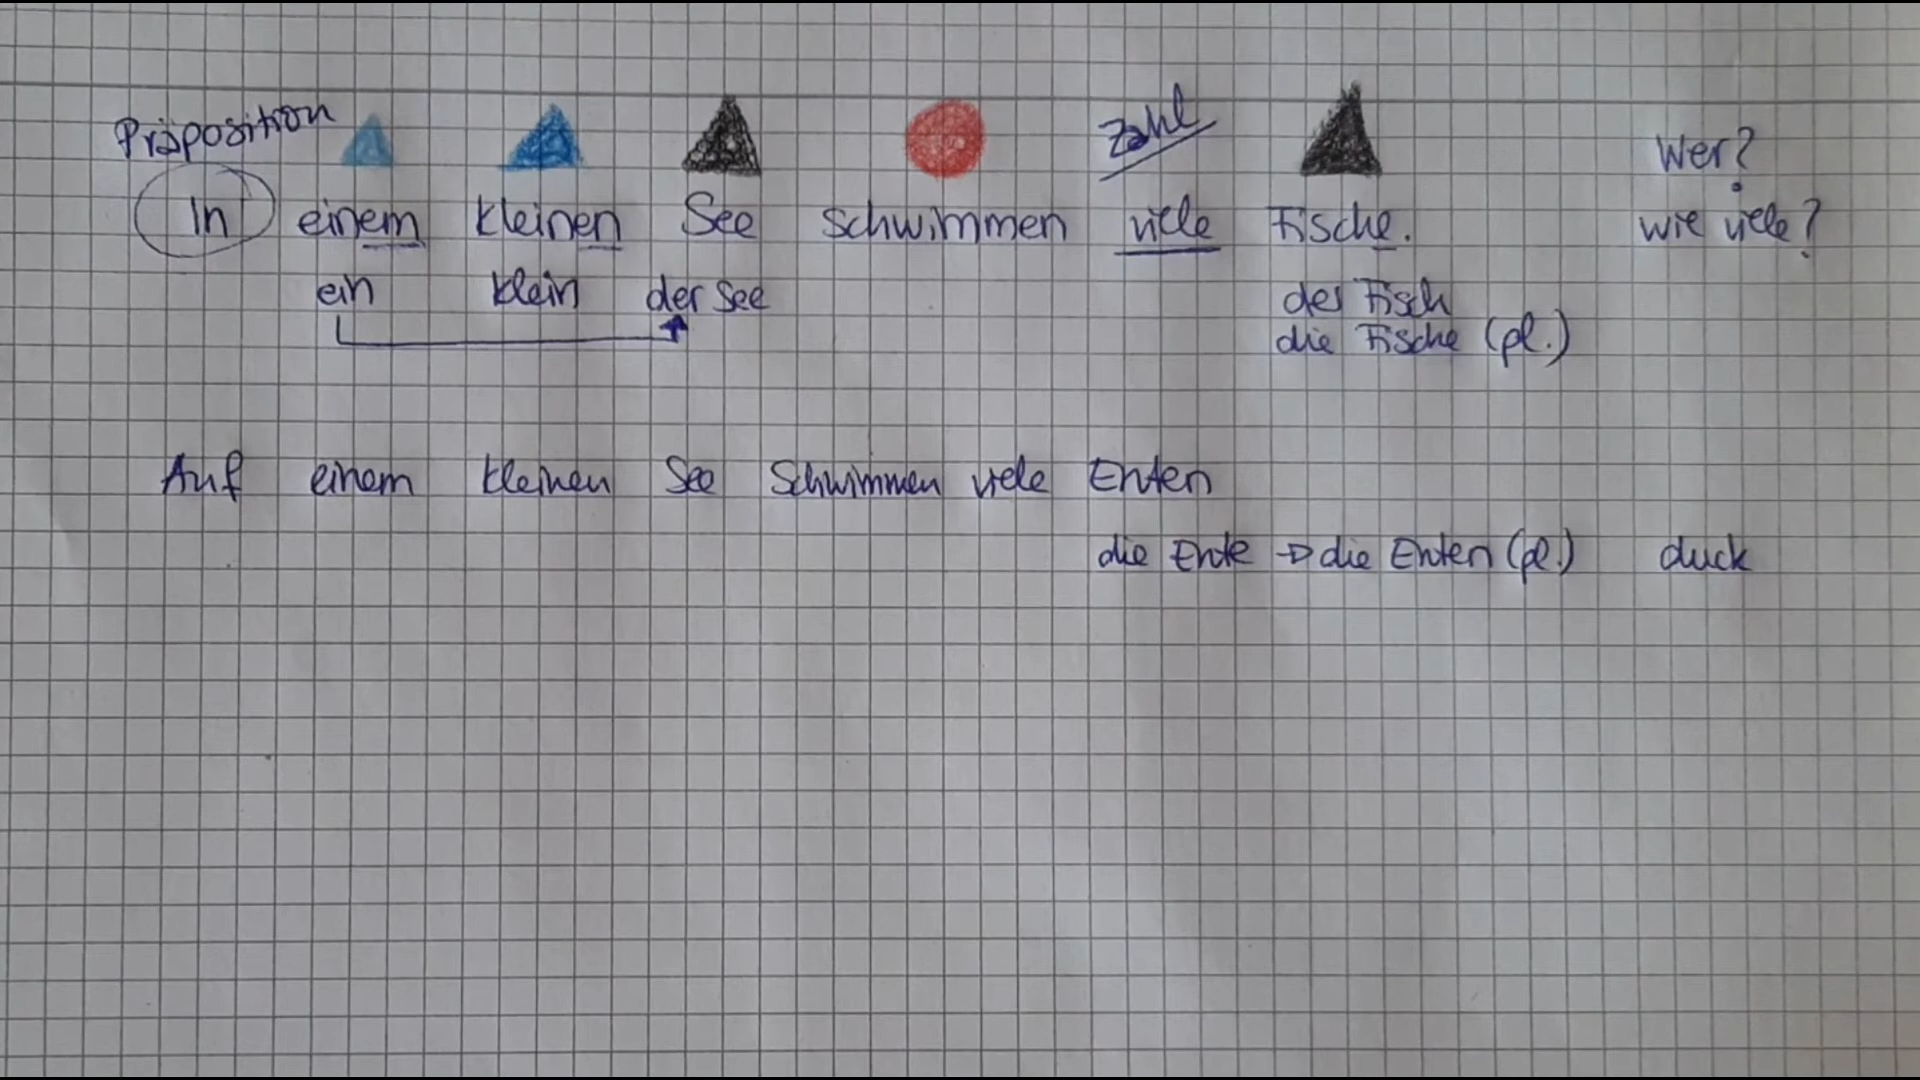 Präposition Zahl
Wer?
In einem kleinen See schwimmen viele Fische. wie viele?
ein klein der See der Fisch
die Fische (pl.)
Auf einem kleinen See Schwimmen viele Enten
die Ente → die Enten (pl.) duck